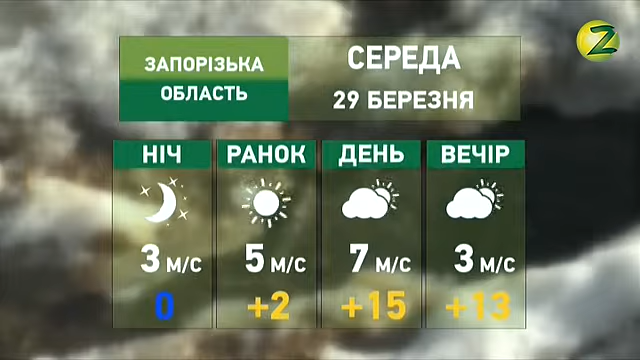 ЗАПОРІЗЬКА
ОБЛАСТЬ
СЕРЕДА
29 БЕРЕЗНЯ
Z
НІЧ РАНОК ДЕНЬ ВЕЧІР
3 М/С 5 М/С 7 М/С 3 М/С
0 +2 +15 +13